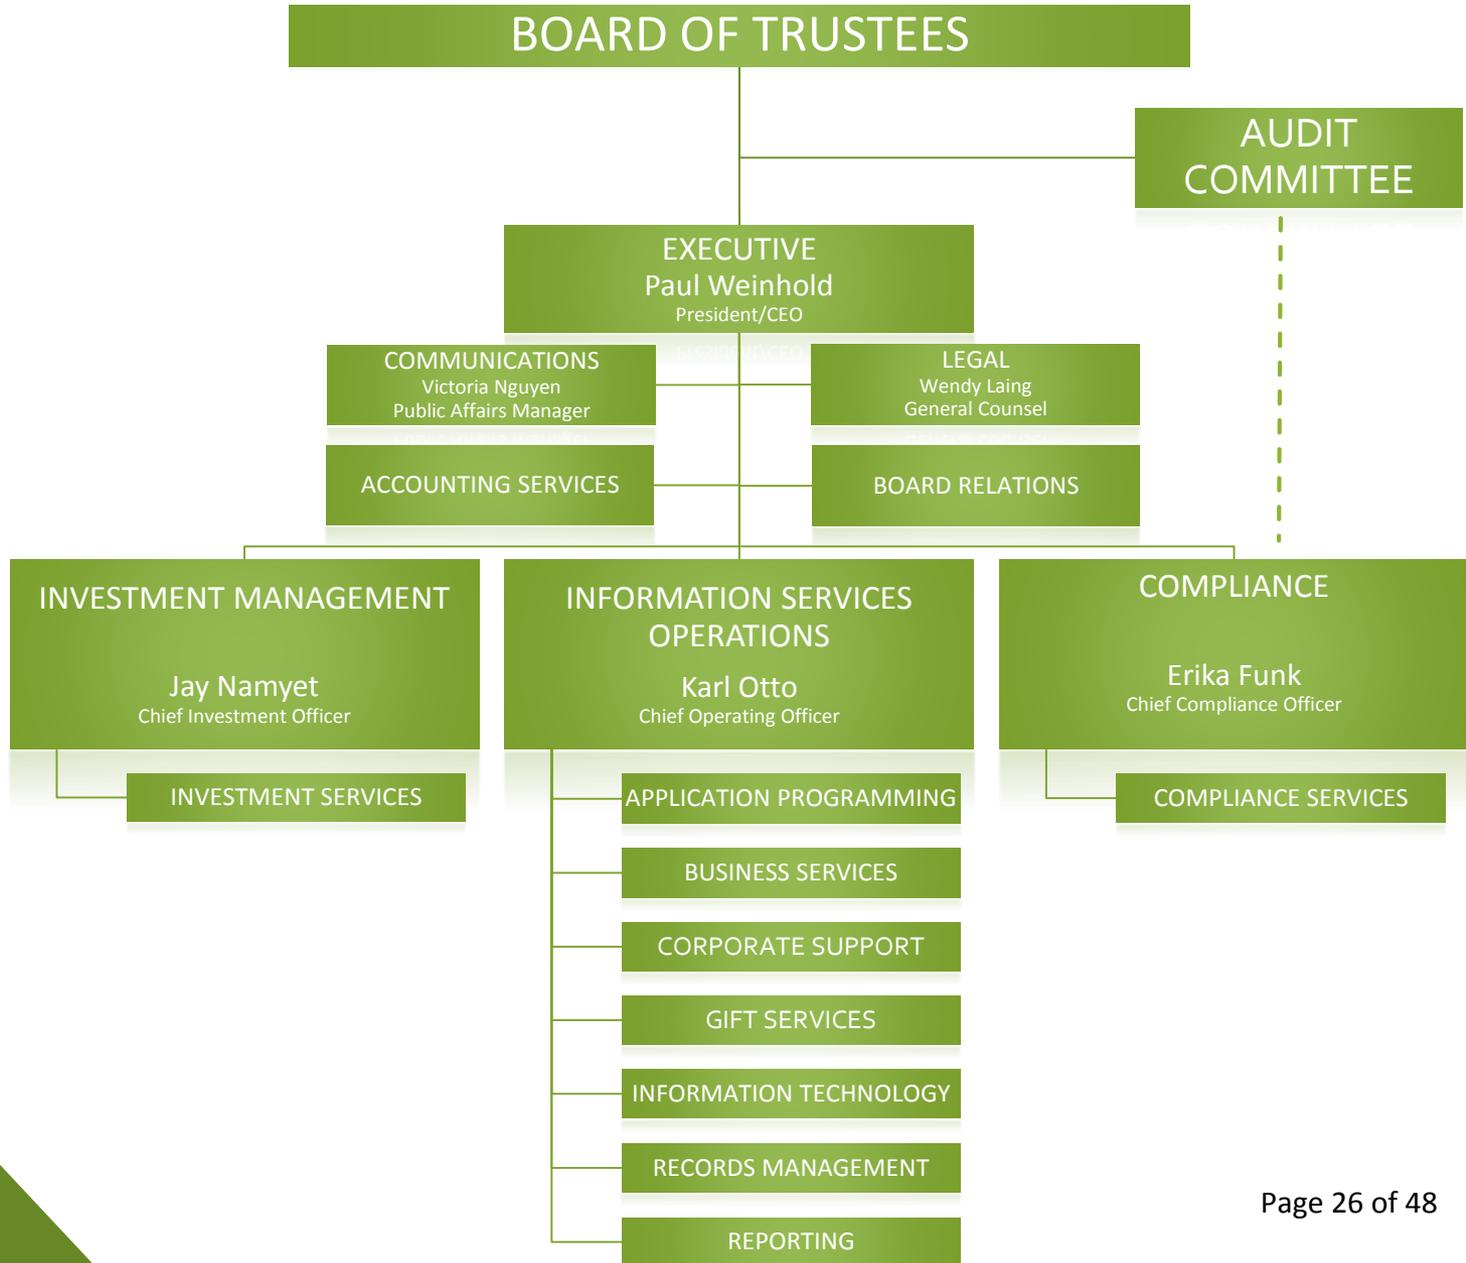 BOARD OF TRUSTEES
AUDIT
COMMITTEE
EXECUTIVE
Paul Weinhold
President/CEO
COMMUNICATIONS
Victoria Nguyen
Public Affairs Manager
LEGAL
Wendy Laing
General Counsel
ACCOUNTING SERVICES
BOARD RELATIONS
INVESTMENT MANAGEMENT
Jay Namyet
Chief Investment Officer
INFORMATION SERVICES
OPERATIONS
Karl Otto
Chief Operating Officer
COMPLIANCE
Erika Funk
Chief Compliance Officer
INVESTMENT SERVICES
APPLICATION PROGRAMMING
BUSINESS SERVICES
CORPORATE SUPPORT
GIFT SERVICES
INFORMATION TECHNOLOGY
RECORDS MANAGEMENT
REPORTING
COMPLIANCE SERVICES
Page 26 of 48